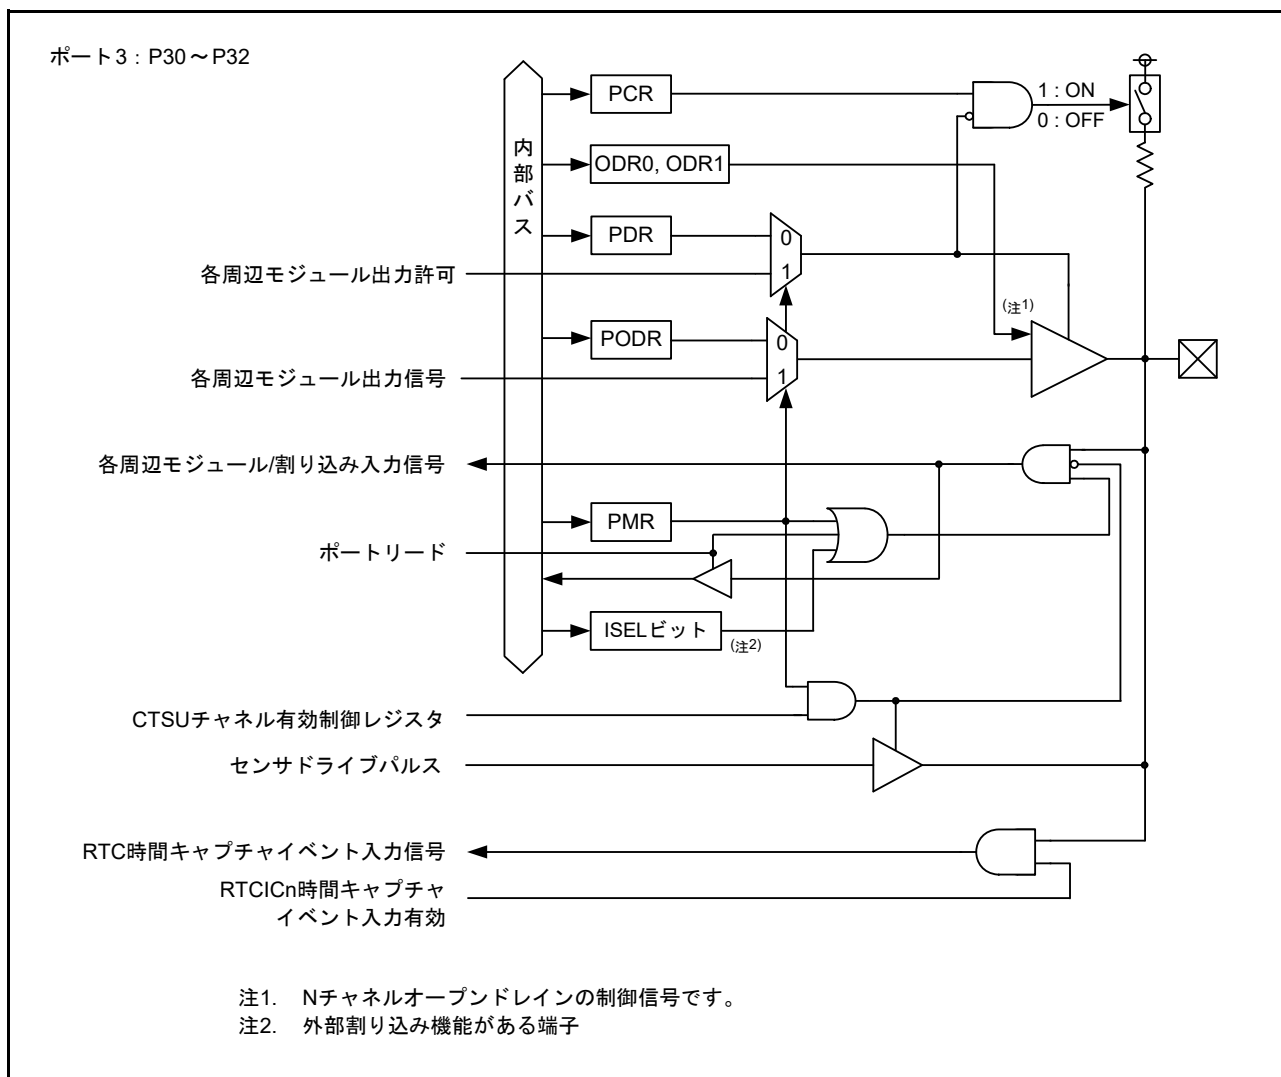 ポート3：P30～P32
PCR
1 : ON
0 : OFF
内部バス
ODR0, ODR1
PDR
0
各周辺モジュール出力許可
1
(注1)
PODR
0
各周辺モジュール出力信号
1
各周辺モジュール/割り込み入力信号
PMR
ポートリード
ISELビット
(注2)
CTSUチャネル有効制御レジスタ
センサドライブパルス
RTC時間キャプチャイベント入力信号
RTCICn時間キャプチャ
イベント入力有効
注1. Nチャネルオープンドレインの制御信号です。
注2. 外部割り込み機能がある端子